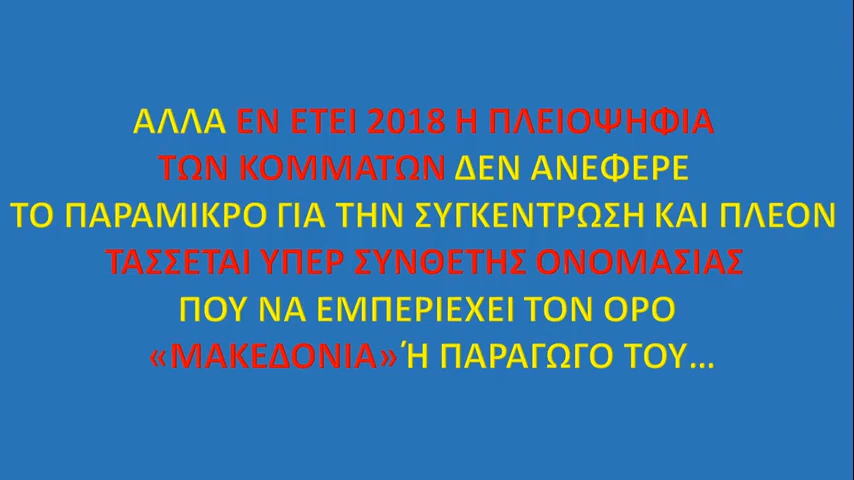 ΑΛΛΑ ΕΝ ΕΤΕΙ 2018 Η ΠΛΕΙΟΨΗΦΙΑ
ΤΩΝ ΚΟΜΜΑΤΩΝ ΔΕΝ ΑΝΕΦΕΡΕ
ΤΟ ΠΑΡΑΜΙΚΡΟ ΓΙΑ ΤΗΝ ΣΥΓΚΕΝΤΡΩΣΗ ΚΑΙ ΠΛΕΟΝ
ΤΑΣΣΕΤΑΙ ΥΠΕΡ ΣΥΝΘΕΤΗΣ ΟΝΟΜΑΣΙΑΣ
ΠΟΥ ΝΑ ΕΜΠΕΡΙΕΧΕΙ ΤΟΝ ΟΡΟ
«ΜΑΚΕΔΟΝΙΑ» Ή ΠΑΡΑΓΩΓΟ ΤΟΥ...